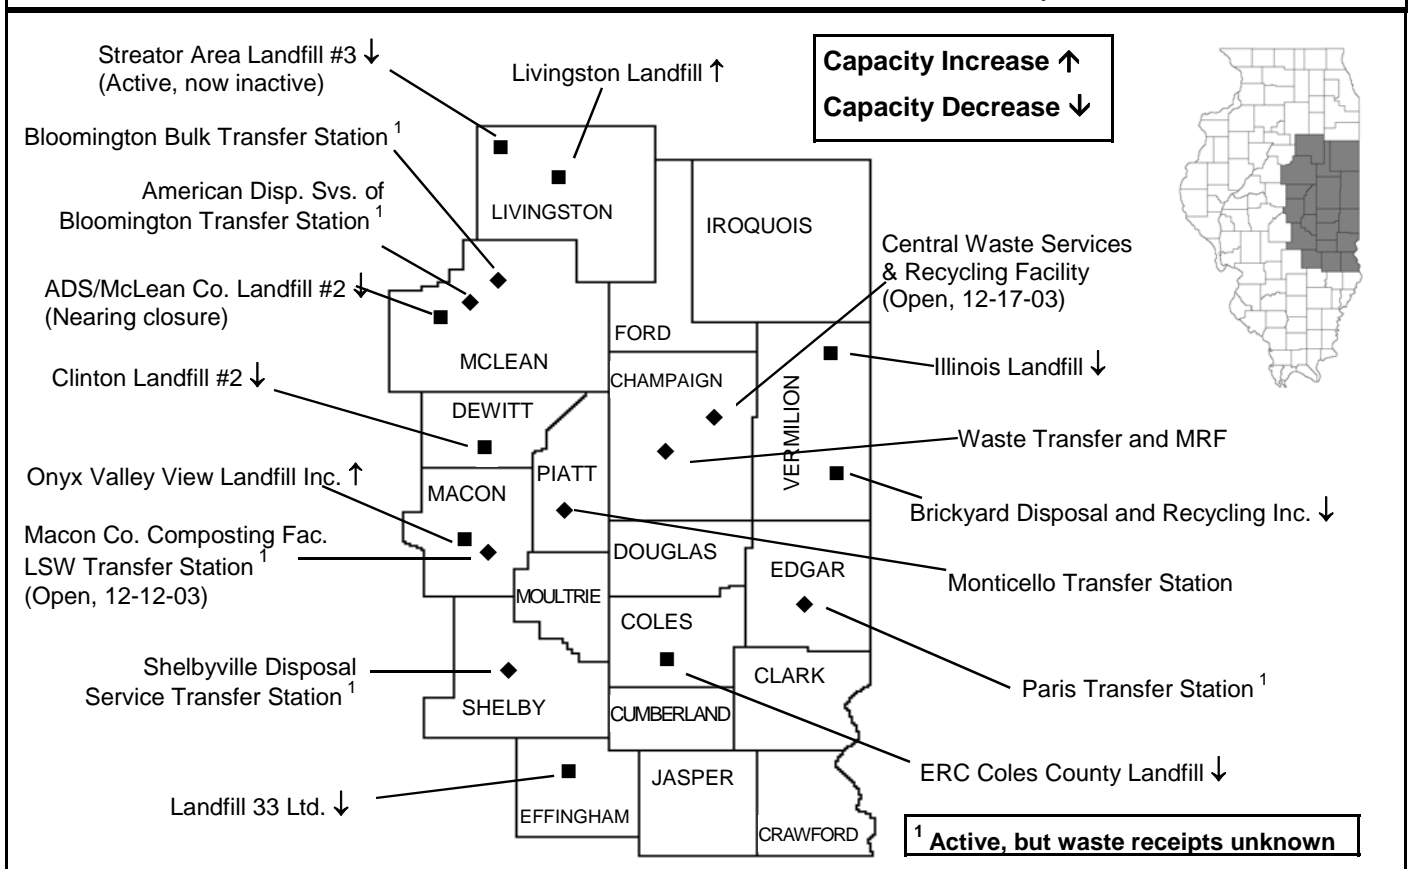 Streator Area Landfill #3 ↓
(Active, now inactive)
Livingston Landfill ↑
Capacity Increase ↑
Capacity Decrease ↓
Bloomington Bulk Transfer Station 1
American Disp. Svs. of
Bloomington Transfer Station 1
ADS/McLean Co. Landfill #2 ↓
(Nearing closure)
Clinton Landfill #2 ↓
Onyx Valley View Landfill Inc. ↑
Macon Co. Composting Fac.
LSW Transfer Station 1
(Open, 12-12-03)
Shelbyville Disposal
Service Transfer Station 1
Landfill 33 Ltd. ↓
LIVINGSTON
IROQUOIS
FORD
MCLEAN
CHAMPAIGN
VERMILION
DEWITT
PIATT
MACON
DOUGLAS
EDGAR
MOULTRIE
COLES
CLARK
SHELBY
CUMBERLAND
JASPER
EFFINGHAM
CRAWFORD
Central Waste Services
& Recycling Facility
(Open, 12-17-03)
Illinois Landfill ↓
Waste Transfer and MRF
Brickyard Disposal and Recycling Inc. ↓
Monticello Transfer Station
Paris Transfer Station 1
ERC Coles County Landfill ↓
1 Active, but waste receipts unknown